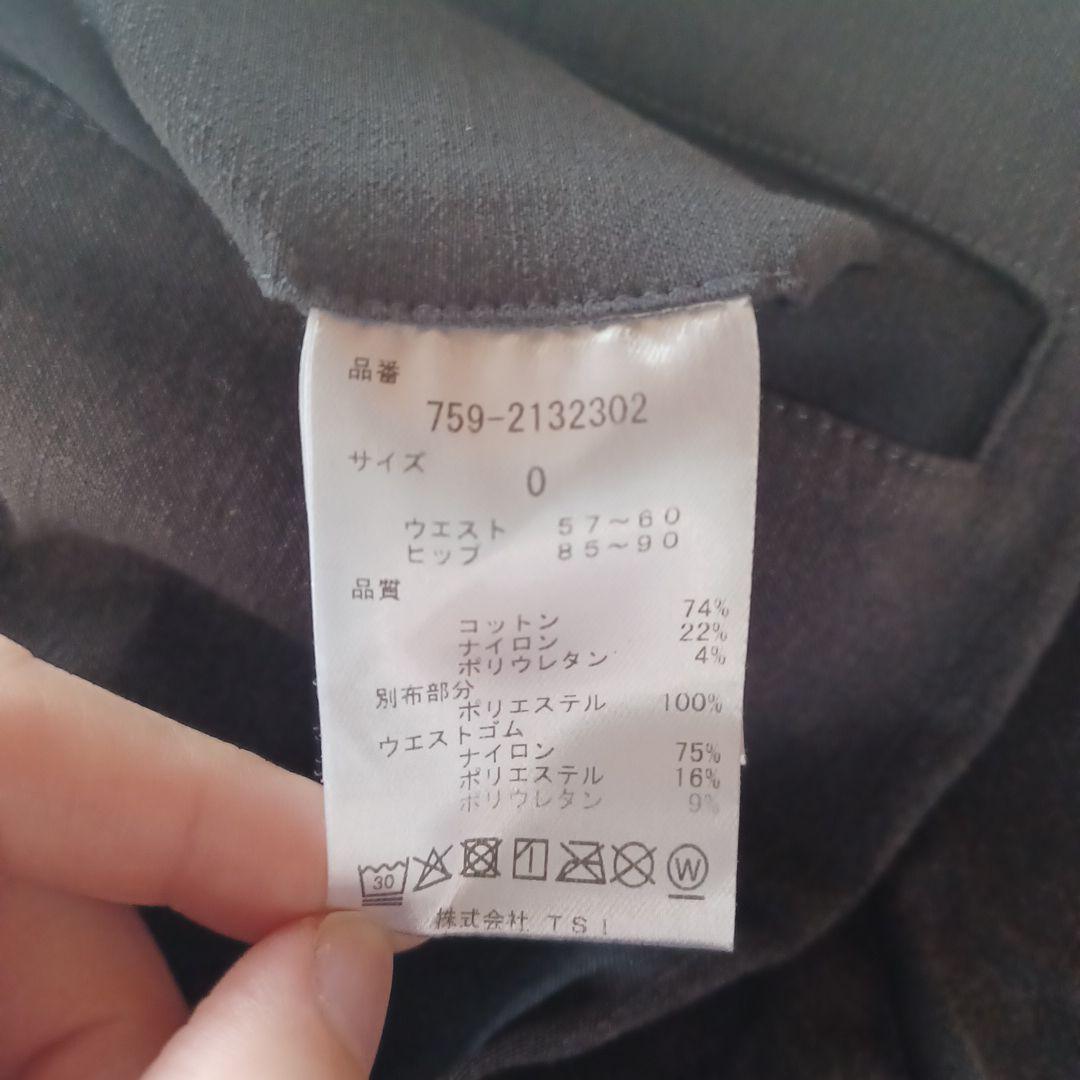 品番
759-2132302
サイズ
0
ウエスト 57～60
ヒップ 85～90
品質
コットン 74%
ナイロン 22%
ポリウレタン 4%
別布部分
ポリエステル 100%
ウエストゴム
ナイロン 75%
ポリエステル 16%
ポリウレタン 9%
30 W
株式会社 TSI